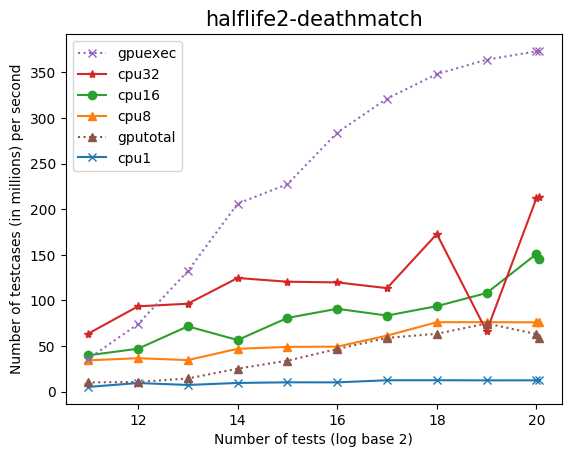 halflife2-deathmatch
gpuexec
cpu32
cpu16
cpu8
gputotal
cpu1
Number of testcases (in millions) per second
350
300
250
200
150
100
50
0
12
14
16
18
20
Number of tests (log base 2)